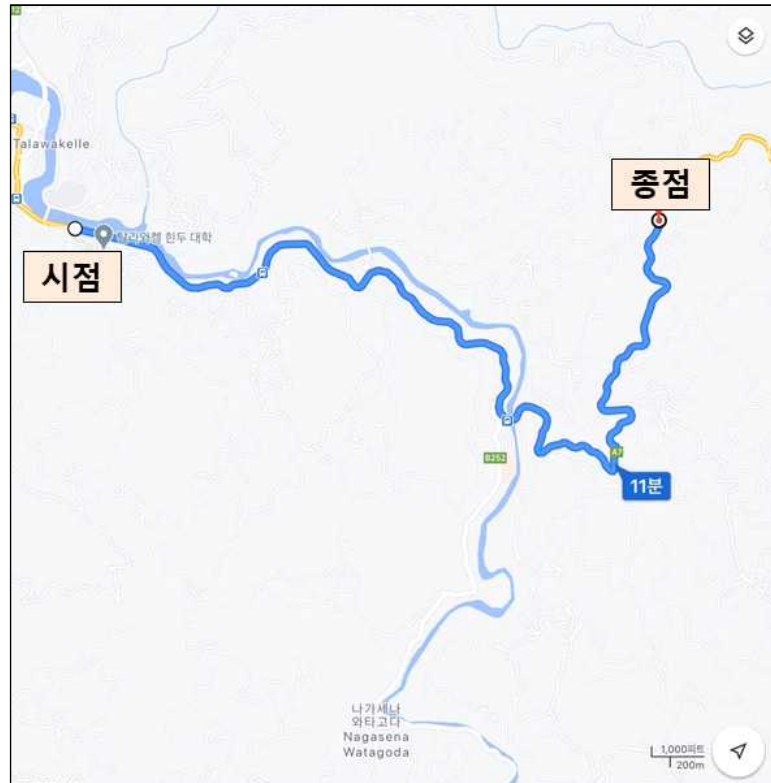 Talawakelle
종점
힌두 대학
시점
B252
A7
11분
나가세나
와타고다
Nagasena
Watagoda
1,000피트
200m